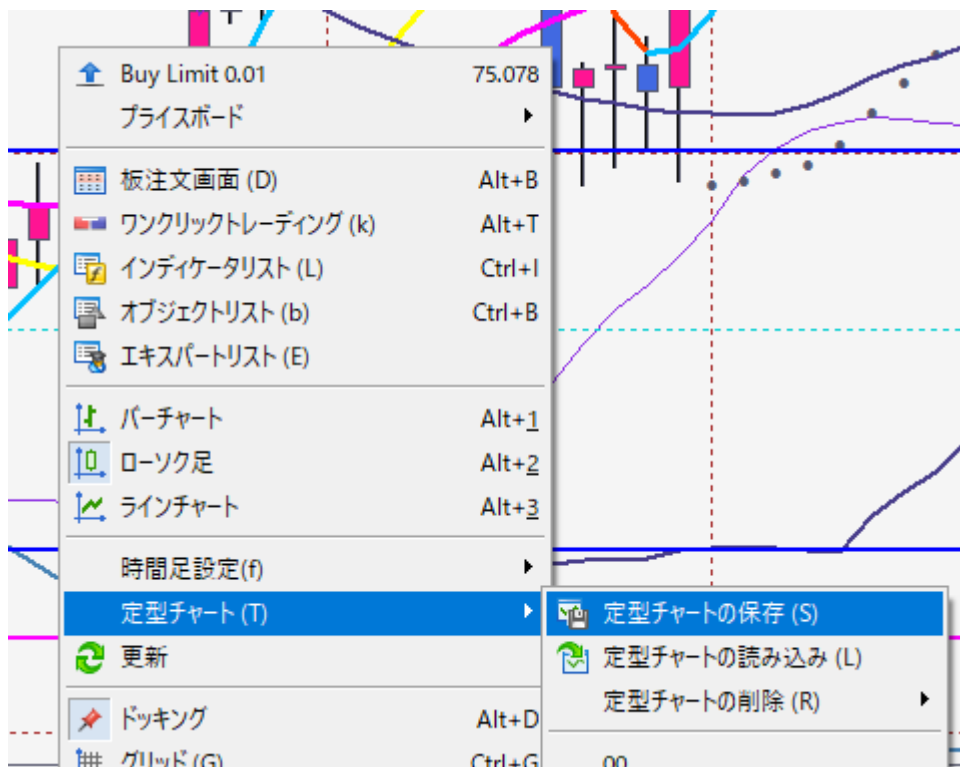 Buy Limit 0.01 75.078
プライスボード
板注文画面 (D) Alt+B
ワンクリックトレーディング (k) Alt+T
インディケータリスト (L) Ctrl+I
オブジェクトリスト (b) Ctrl+B
エキスパートリスト (E)
バーチャート Alt+1
ローソク足 Alt+2
ラインチャート Alt+3
時間足設定(f)
定型チャート (T)
定型チャートの保存 (S)
更新
定型チャートの読み込み (L)
定型チャートの削除 (R)
ドッキング Alt+D
グリッド (G) Ctrl+G
00